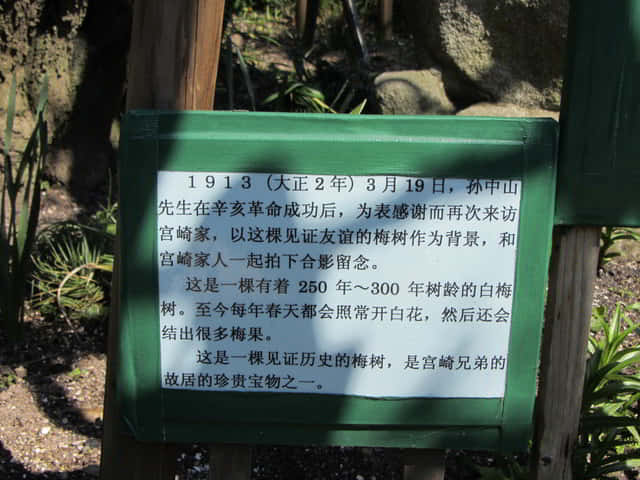 1913（大正2年）3月19日，孙中山
先生在辛亥革命成功后，为表感谢而再次来访
宫崎家，以这棵见证友谊的梅树作为背景，和
宫崎家人一起拍下合影留念。
这是一棵有着 250 年～300 年树龄的白梅
树。至今每年春天都会照常开白花，然后还会
结出很多梅果。
这是一棵见证历史的梅树，是宫崎兄弟的
故居的珍贵宝物之一。